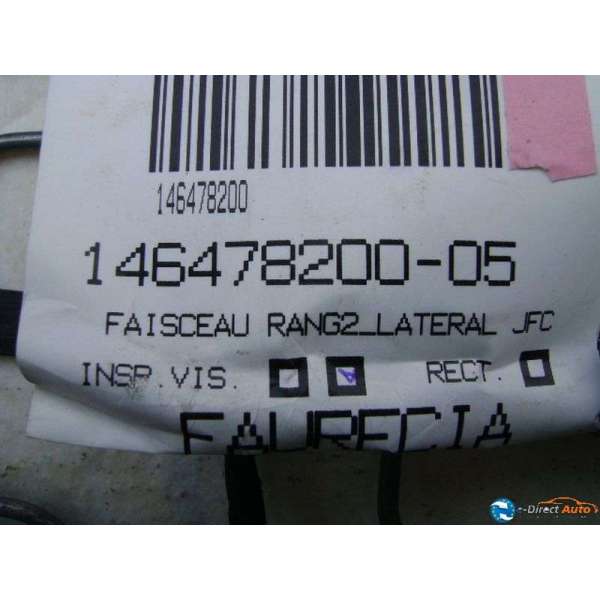 146478200
146478200-05
FAISCEAU RANG2_LATERAL JFC
INSP.VIS. RECT.
FAURECIA
e-Direct Auto